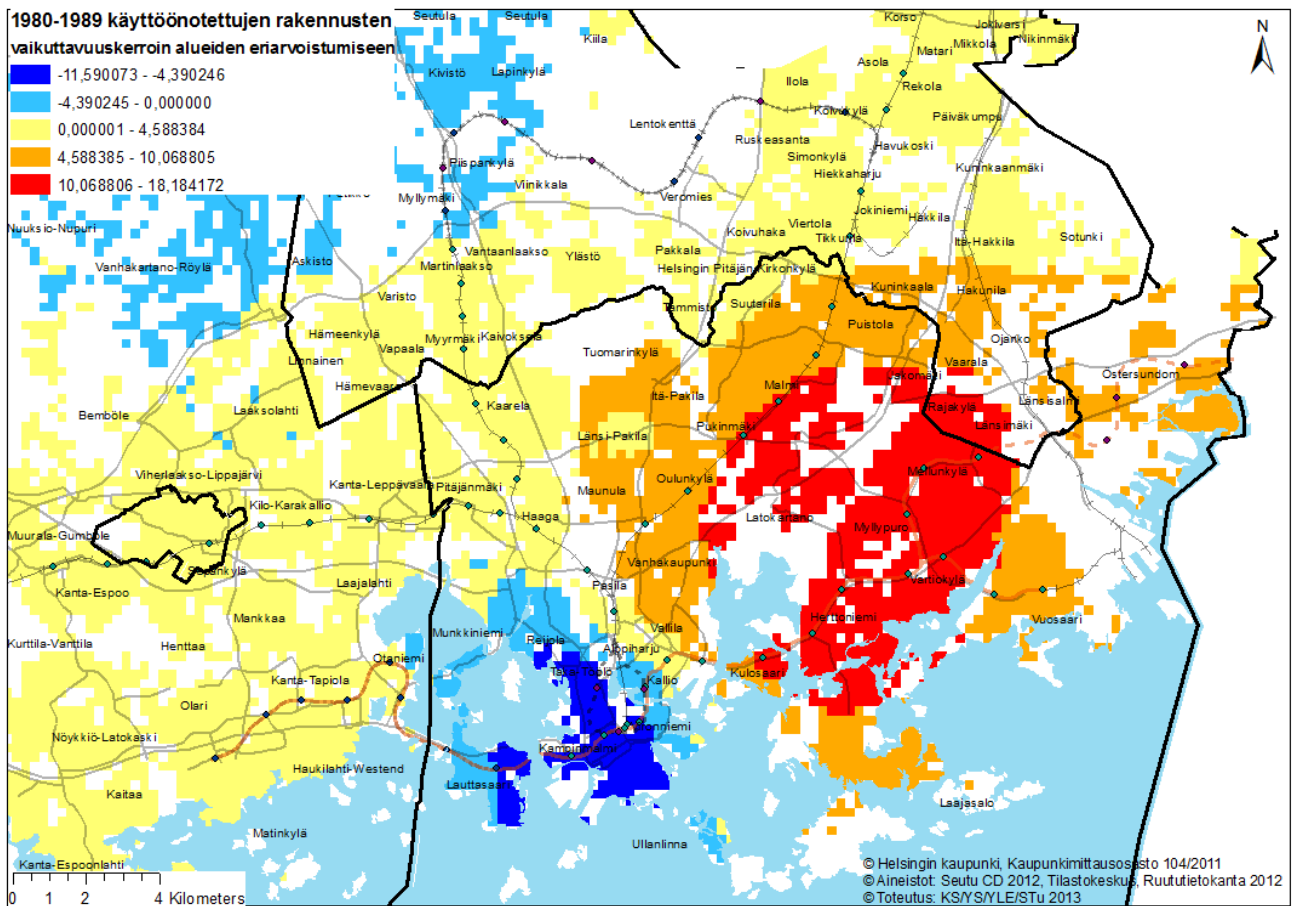 1980-1989 käyttöönotettujen rakennusten
vaikuttavuuskerroin alueiden eriarvoistumiseen
-11,590073 - -4,390246
-4,390245 - 0,000000
0,000001 - 4,588384
4,588385 - 10,068805
10,068806 - 18,184172
N
Seutula
Seutula
Kiila
Korso
Jokivarsi
Nikinmäki
Mikkola
Matari
Asola
Kivistö
Lapinkylä
Ilola
Rekola
Koivukylä
Päiväkumpu
Lentokenttä
Ruskeasanta
Havukoski
Simonkylä
Piispankylä
Kuninkaanmäki
Viinikkala
Hiekkaharju
Myllymäki
Veromies
Jokiniemi
Hakkila
Nuuksio-Nupuri
Viertola
Koivuhaka
Tikkurila
Itä-Hakkila
Sotunki
Vantaanlaakso
Pakkala
Ylästö
Askisto
Vanhakartano-Röylä
Martinlaakso
Helsingin Pitäjän-Kirkonkylä
Kuninkaala
Hakunila
Varisto
Tammisto
Suutarila
Puistola
Hämeenkylä
Myyrmäki
Kaivoksela
Ojanko
Vapaala
Tuomarinkylä
Linnainen
Vaarala
Östersundom
Hämevaara
Malmi
Itä-Pakila
Länsisalmi
Rajakylä
Bemböle
Laaksolahti
Kaarela
Länsimäki
Pukinmäki
Länsi-Pakila
Viherlaakso-Lippajärvi
Mellunkylä
Kanta-Leppävaara
Pitäjänmäki
Oulunkylä
Maunula
Kilo-Karakallio
Haaga
Latokartano
Myllypuro
Muurala-Gumböle
Vanhakaupunki
Laajalahti
Pasila
Vartiokylä
Kanta-Espoo
Mankkaa
Herttoniemi
Vuosaari
Munkkiniemi
Vallila
Kurttila-Vanttila
Henttaa
Reijola
Alppiharju
Otaniemi
Kulosaari
Taka-Töölö
Kallio
Kanta-Tapiola
Olari
Nöykkiö-Latokaski
Kampinmalmi
Haukilahti-Westend
Lauttasaari
Kaitaa
Laajasalo
Matinkylä
Ullanlinna
Kanta-Espoonlahti
0 1 2 4 Kilometers
© Helsingin kaupunki, Kaupunkimittausosasto 104/2011
© Aineistot: Seutu CD 2012, Tilastokeskus, Ruututietokanta 2012
© Toteutus: KS/YS/YLE/STu 2013